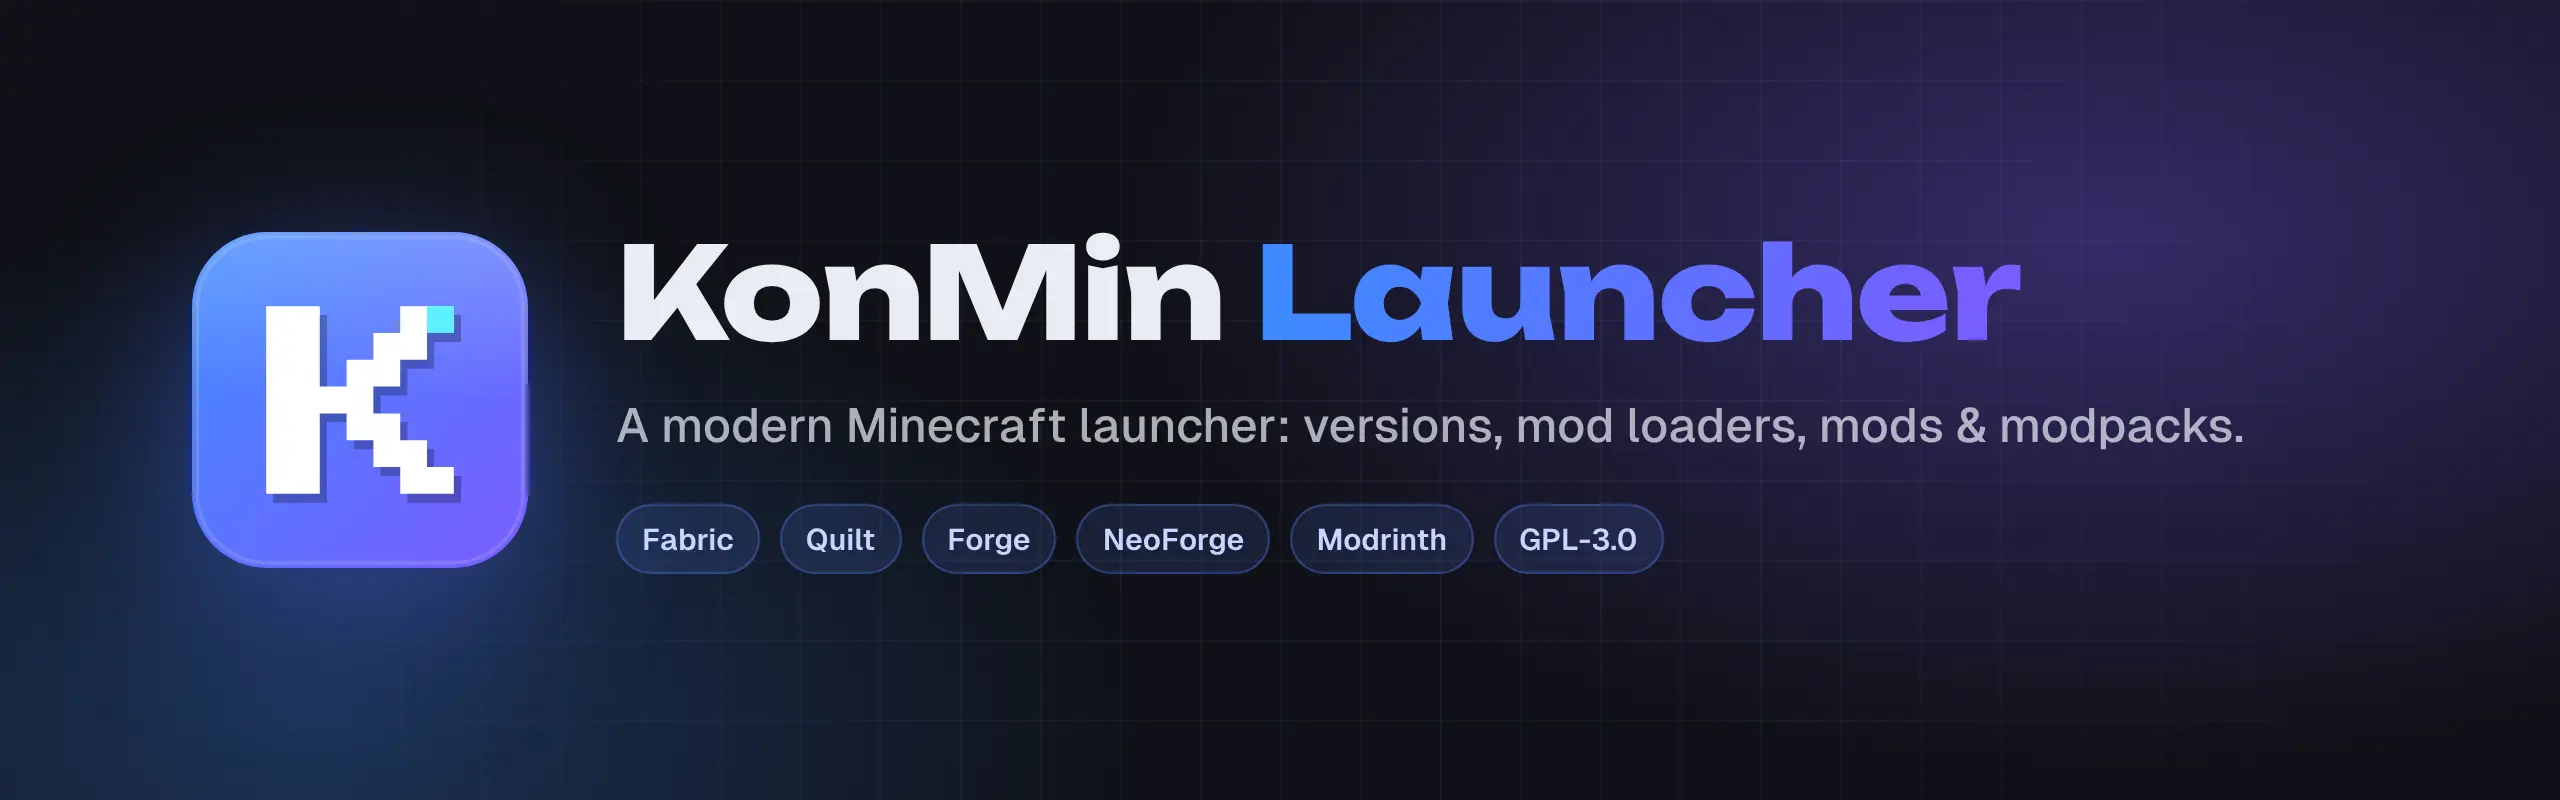 K
KonMin Launcher
A modern Minecraft launcher: versions, mod loaders, mods & modpacks.
Fabric Quilt Forge NeoForge Modrinth GPL-3.0